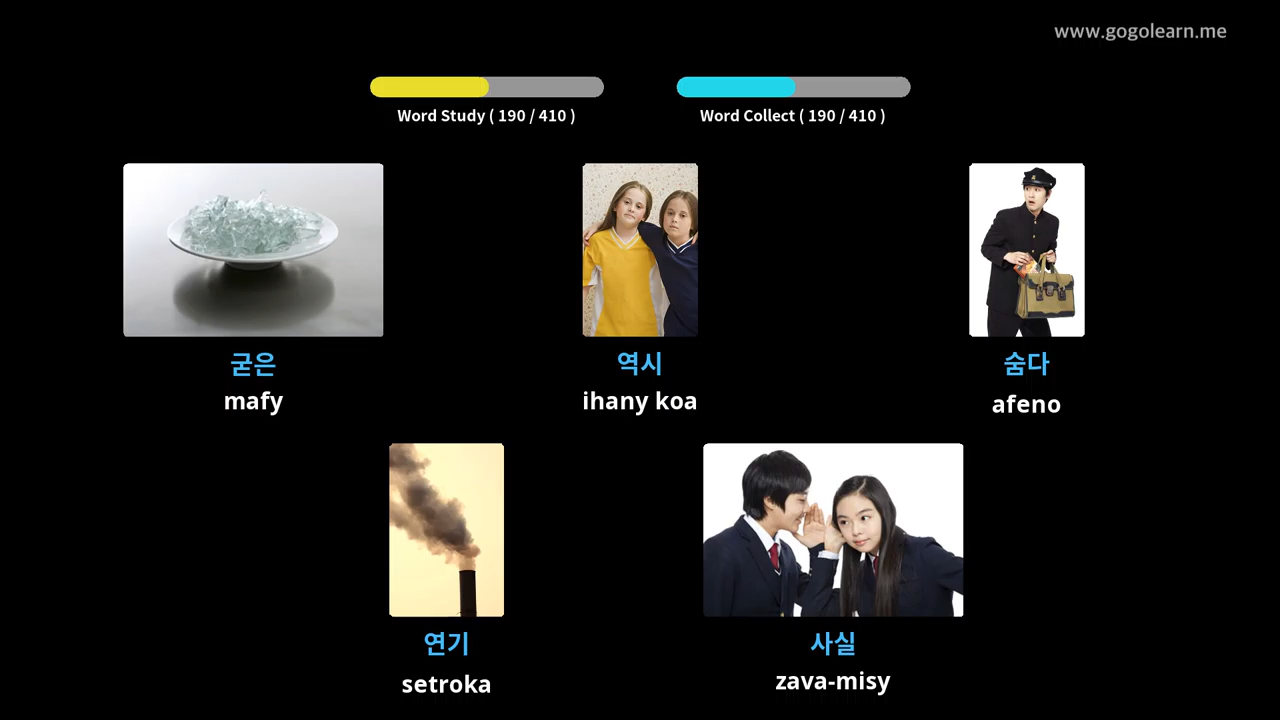 www.gogolearn.me
Word Study ( 190 / 410 )
Word Collect ( 190 / 410 )
굳은
mafy
역시
ihany koa
숨다
afeno
연기
setroka
사실
zava-misy